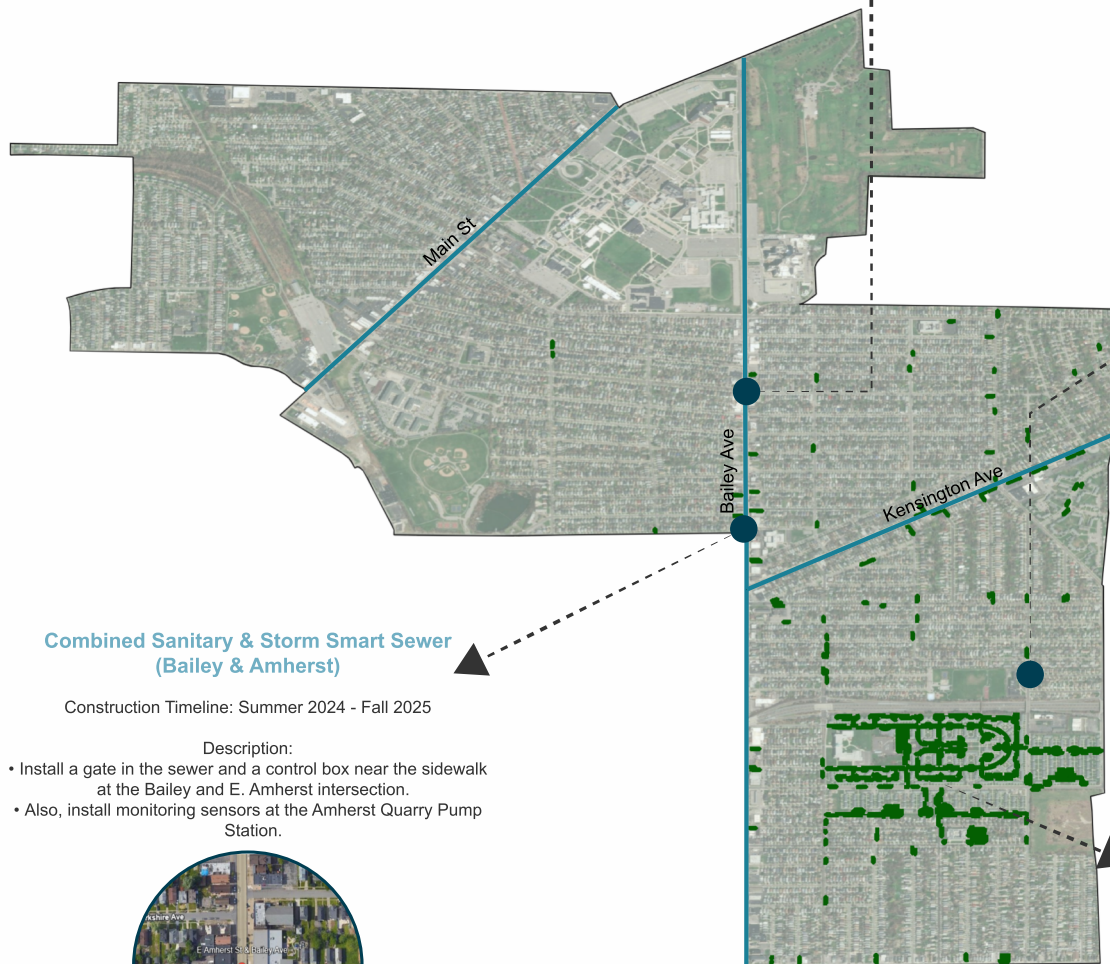 Main St
Bailey Ave
Kensington Ave
Combined Sanitary & Storm Smart Sewer
(Bailey & Amherst)
Construction Timeline: Summer 2024 - Fall 2025
Description:
• Install a gate in the sewer and a control box near the sidewalk
at the Bailey and E. Amherst intersection.
• Also, install monitoring sensors at the Amherst Quarry Pump
Station.
rkshire Ave
E Amherst St & Bailey Ave